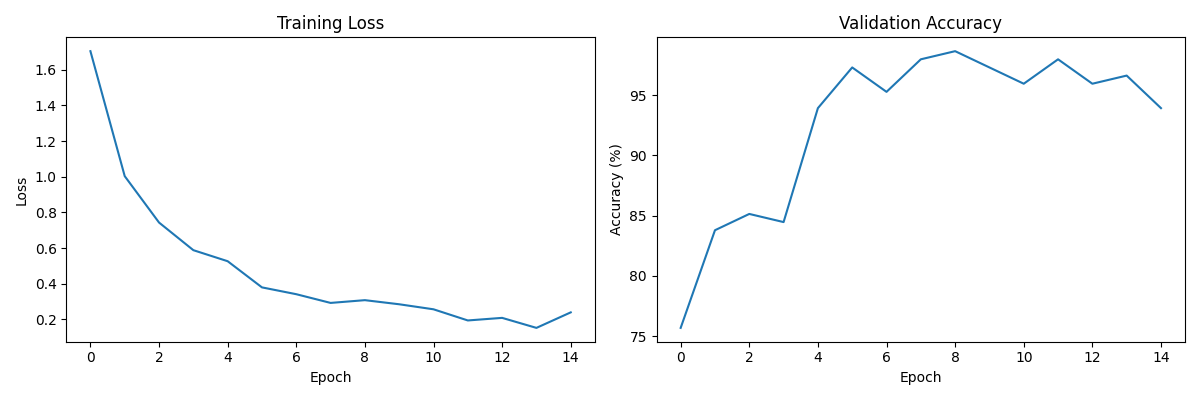 Training Loss
Loss
1.6
1.4
1.2
1.0
0.8
0.6
0.4
0.2
0 2 4 6 8 10 12 14
Epoch
Validation Accuracy
Accuracy (%)
95
90
85
80
75
0 2 4 6 8 10 12 14
Epoch